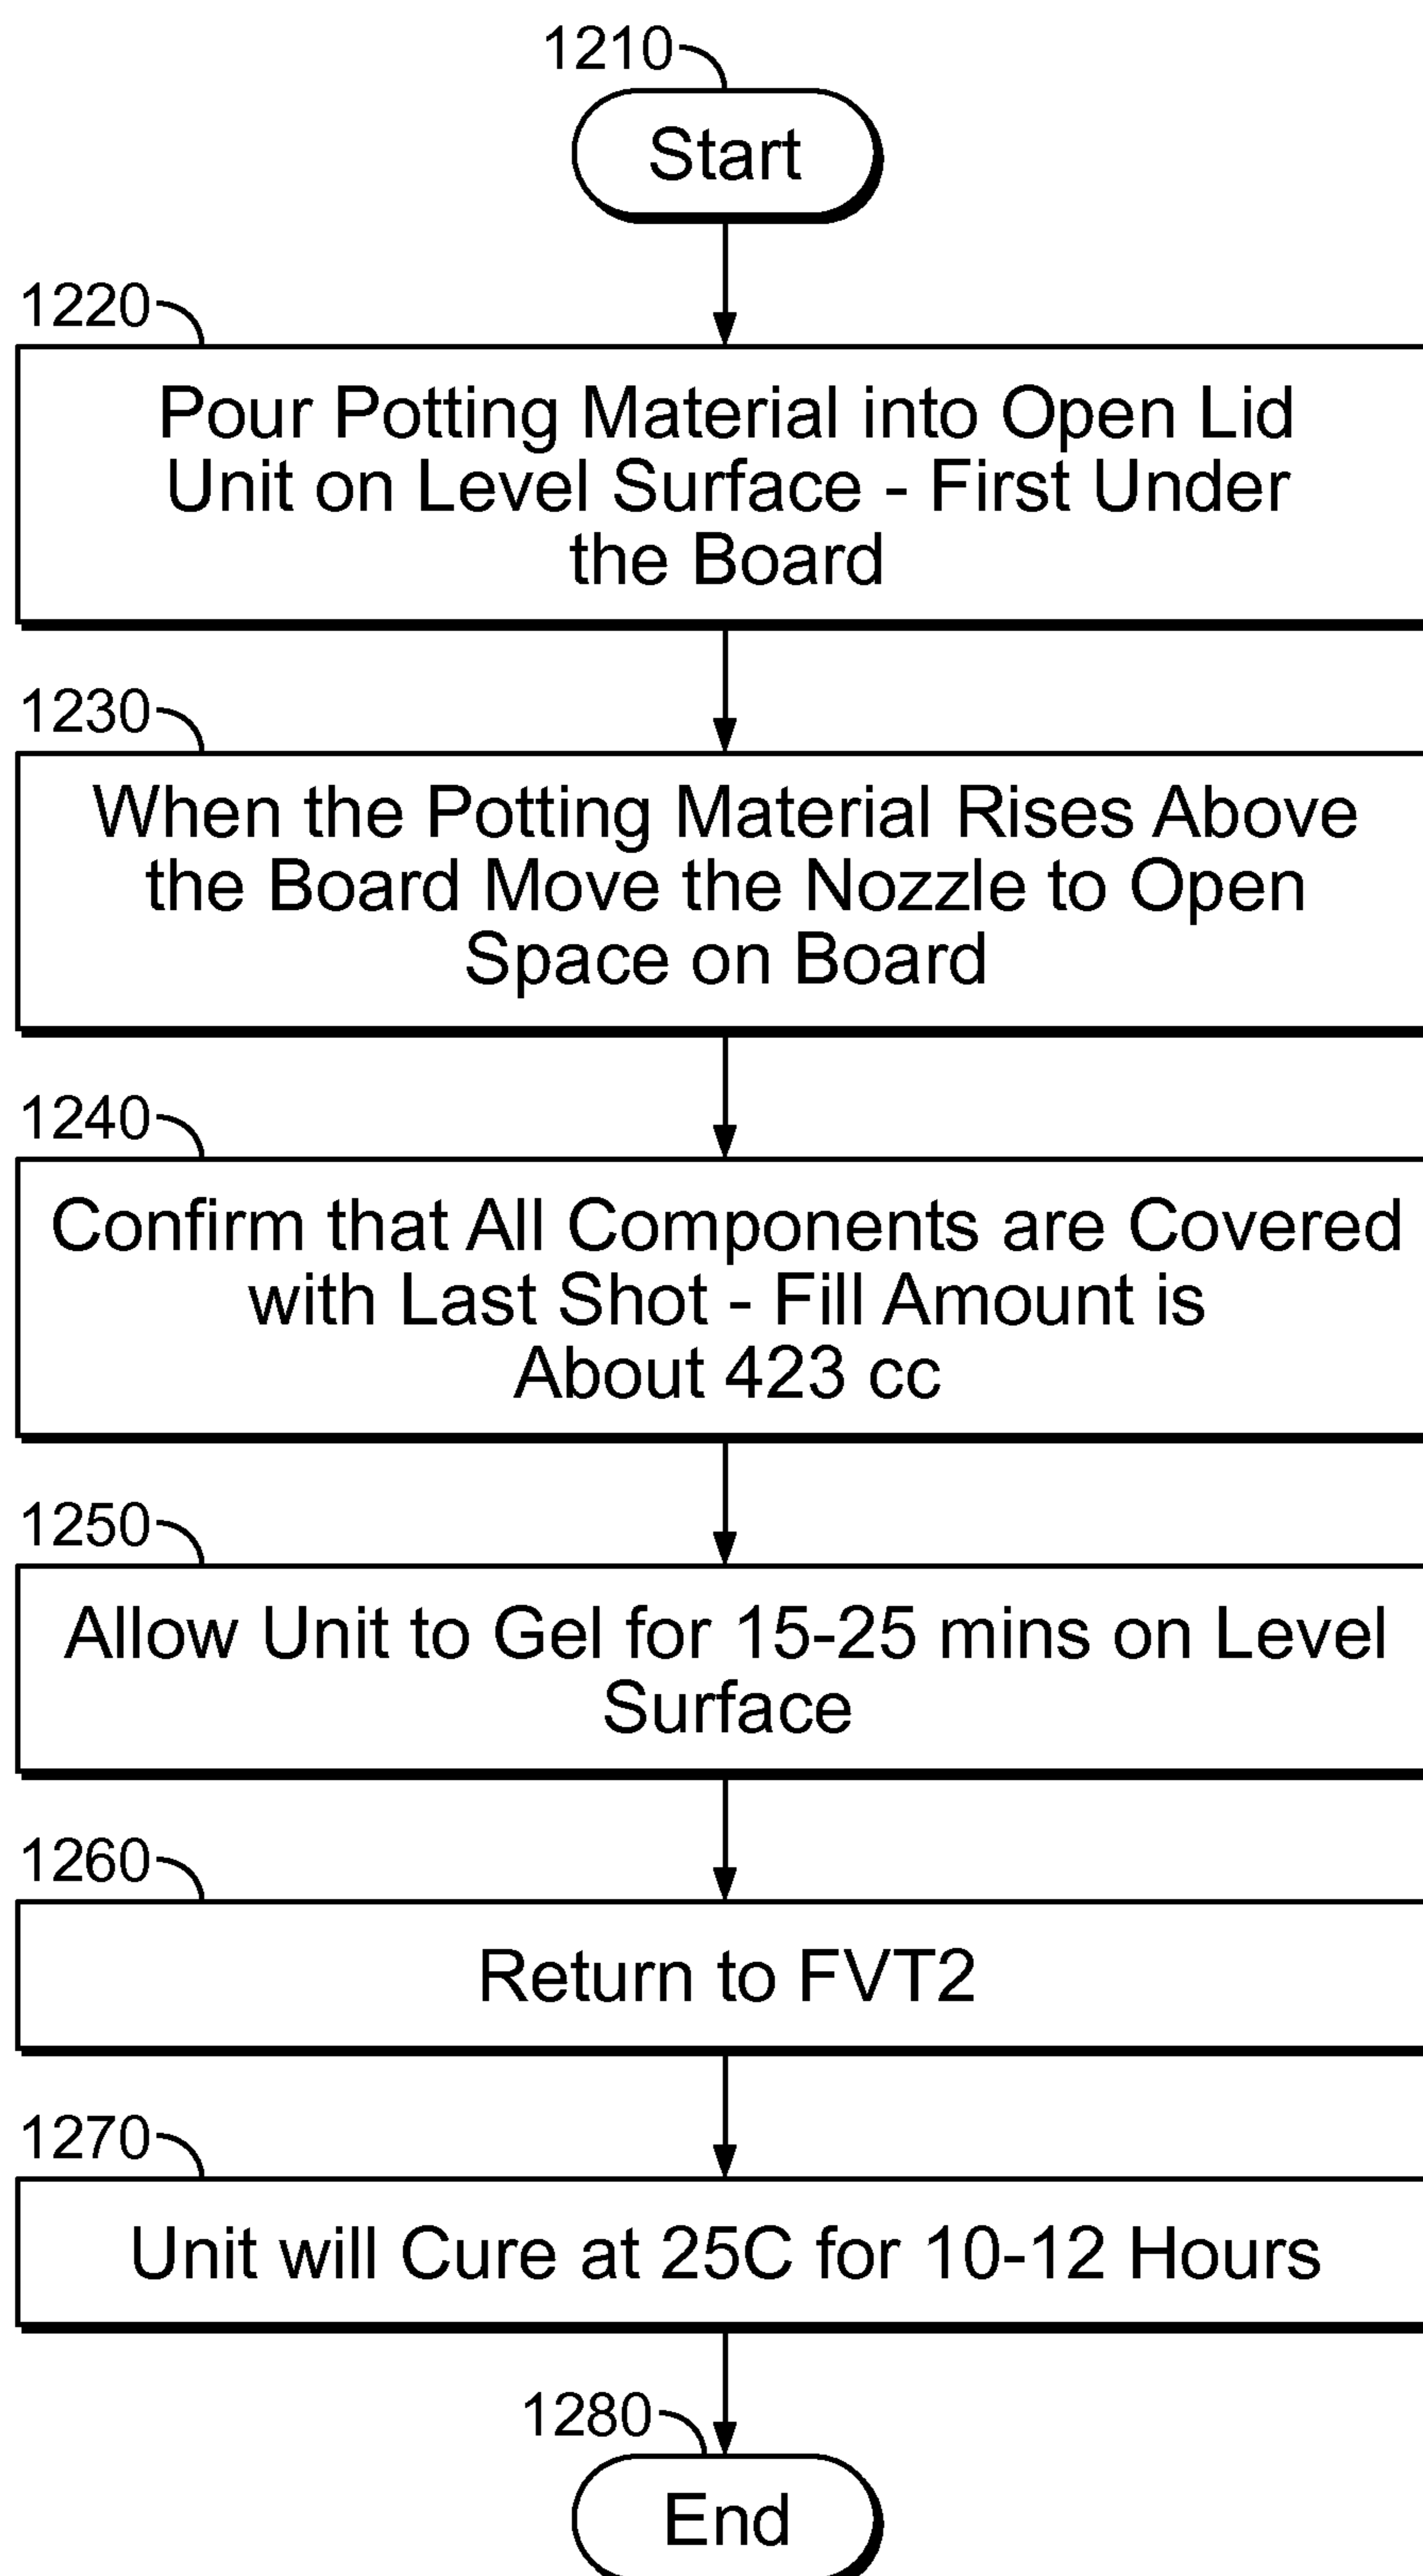 1210
Start
1220
Pour Potting Material into Open Lid
Unit on Level Surface - First Under
the Board
1230
When the Potting Material Rises Above
the Board Move the Nozzle to Open
Space on Board
1240
Confirm that All Components are Covered
with Last Shot - Fill Amount is
About 423 cc
1250
Allow Unit to Gel for 15-25 mins on Level
Surface
1260
Return to FVT2
1270
Unit will Cure at 25C for 10-12 Hours
1280
End